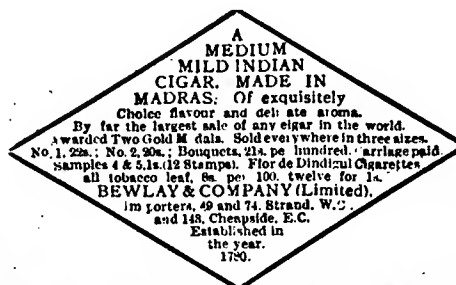 A
MEDIUM
MILD INDIAN
CIGAR. MADE IN
MADRAS. Of exquisitely
Choice flavour and deli ate aroma.
By far the largest sale of any cigar in the world.
Awarded Two Gold M dals. Sold everywhere in three sizes.
No. 1, 22s.; No. 2, 20s.; Bouquets, 21s. pe hundred. Carriage paid.
Samples 4 & 5, 1s. (12 Stamps). Flor de Dindigul Cigarettes
all tobacco leaf, 8s. per 100. twelve for 1s.
BEWLAY & COMPANY (Limited),
Im porters, 49 and 74. Strand, W.C.
and 143, Cheapside, E.C.
Established in
the year.
1780.